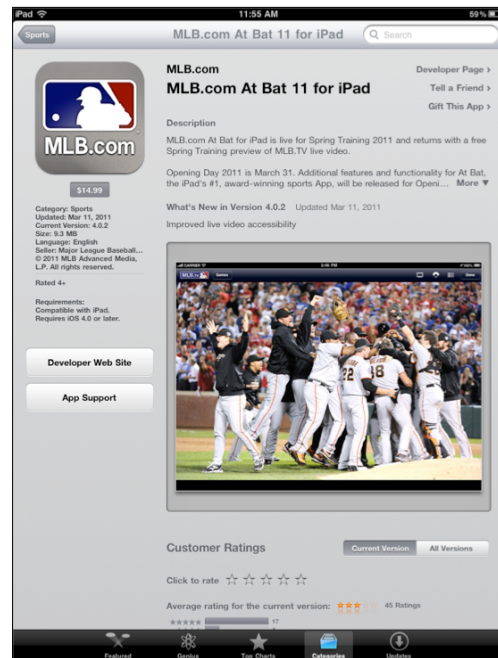 iPad 11:55 AM 59%
Sports MLB.com At Bat 11 for iPad Search
MLB.com
$14.99
Category: Sports
Updated: Mar 11, 2011
Current Version: 4.0.2
Size: 9.3 MB
Language: English
Seller: Major League Baseball...
© 2011 MLB Advanced Media,
L.P. All rights reserved.
Rated 4+
Requirements:
Compatible with iPad.
Requires iOS 4.0 or later.
Developer Web Site
App Support
MLB.com
MLB.com At Bat 11 for iPad
Developer Page >
Tell a Friend >
Gift This App >
Description
MLB.com At Bat for iPad is live for Spring Training 2011 and returns with a free
Spring Training preview of MLB.TV live video.
Opening Day 2011 is March 31. Additional features and functionality for At Bat,
the iPad's #1, award-winning sports App, will be released for Openi... More ▼
What's New in Version 4.0.2 Updated Mar 11, 2011
Improved live video accessibility
MLB.TV Games Done
22
38
Customer Ratings Current Version All Versions
Click to rate ☆ ☆ ☆ ☆ ☆
Average rating for the current version: 45 Ratings
★★★★★ 17
Featured Genius Top Charts Categories Updates